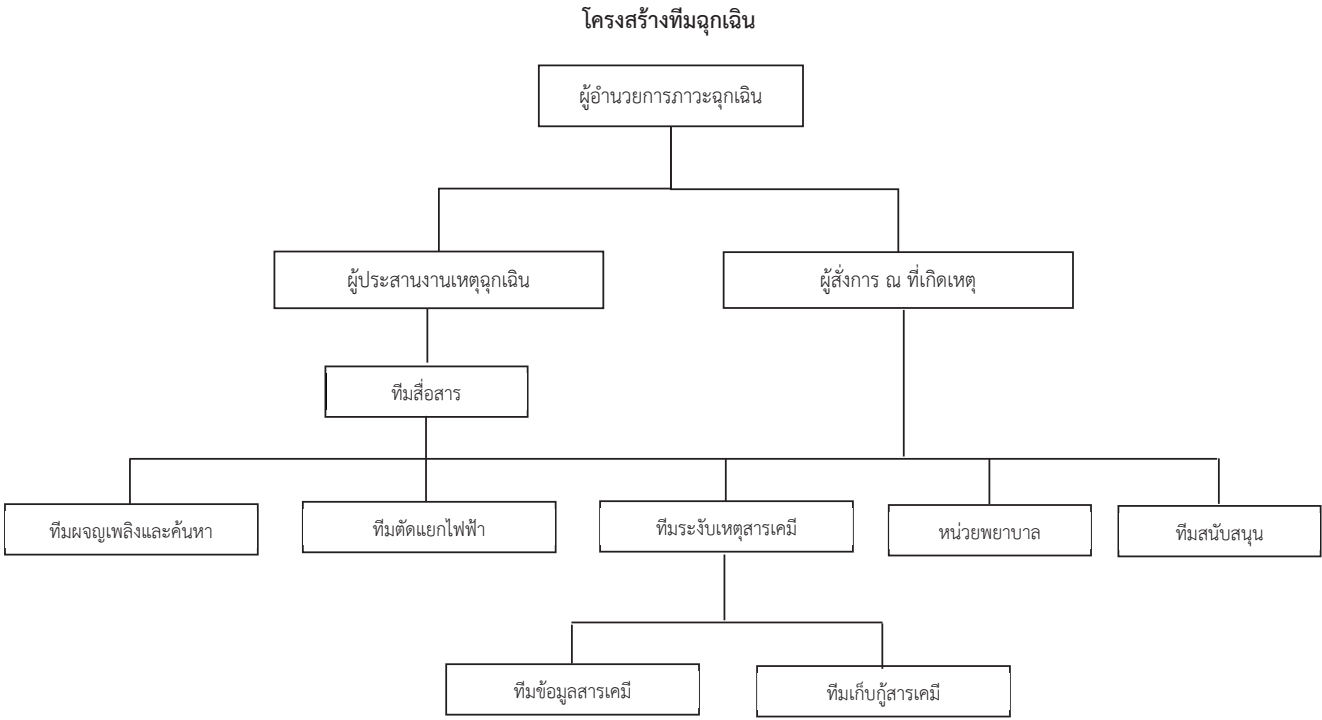 โครงสร้างทีมฉุกเฉิน
ผู้อำนวยการภาวะฉุกเฉิน
ผู้ประสานงานเหตุฉุกเฉิน
ผู้สั่งการ ณ ที่เกิดเหตุ
ทีมสื่อสาร
ทีมผจญเพลิงและค้นหา
ทีมตัดแยกไฟฟ้า
ทีมระงับเหตุสารเคมี
หน่วยพยาบาล
ทีมสนับสนุน
ทีมข้อมูลสารเคมี
ทีมเก็บกู้สารเคมี